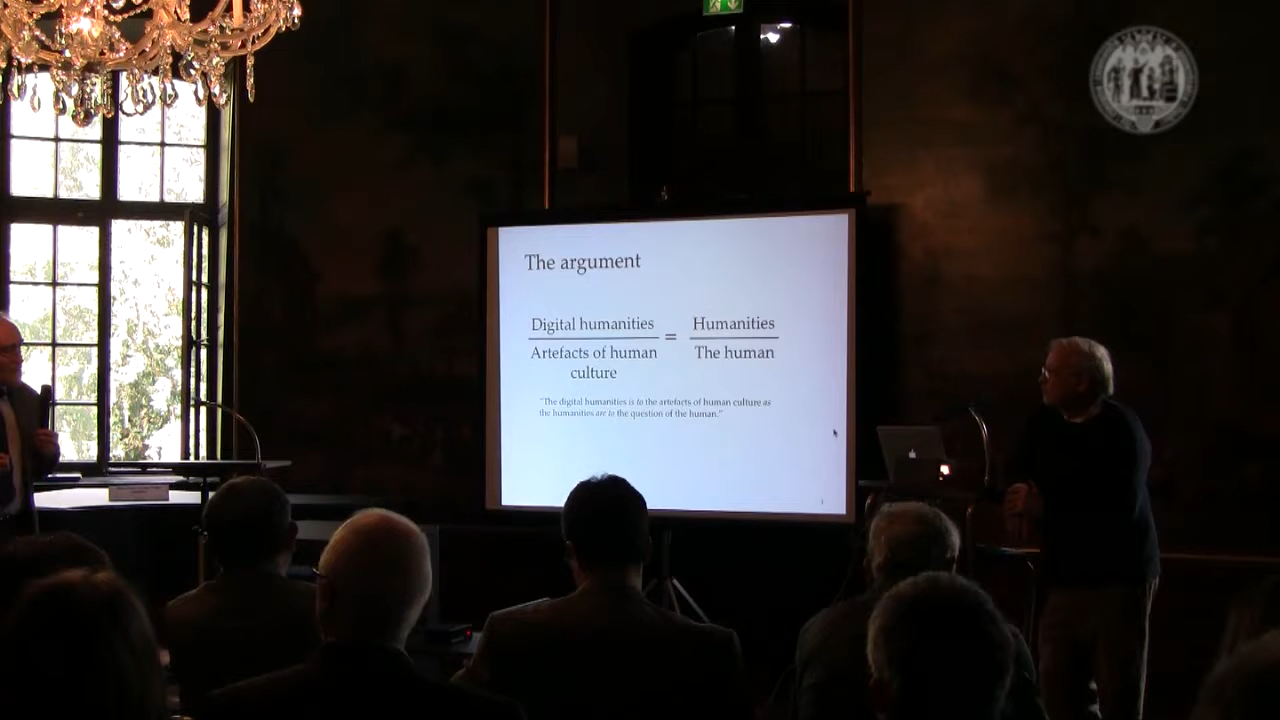 The argument
Digital humanities
Artefacts of human
culture
=
Humanities
The human
"The digital humanities is to the artefacts of human culture as
the humanities are to the question of the human."